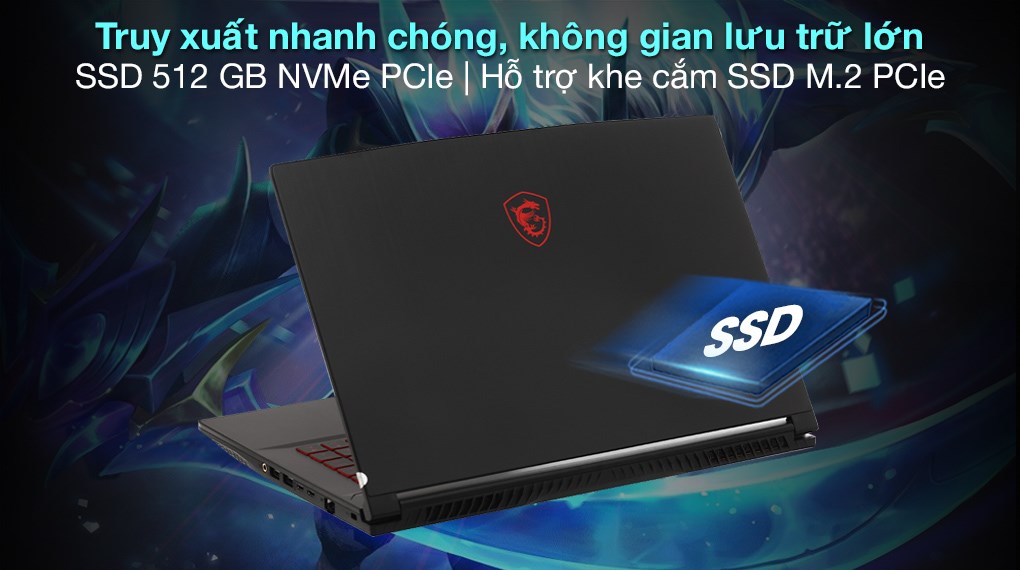 Truy xuất nhanh chóng, không gian lưu trữ lớn
SSD 512 GB NVMe PCIe | Hỗ trợ khe cắm SSD M.2 PCIe
SSD